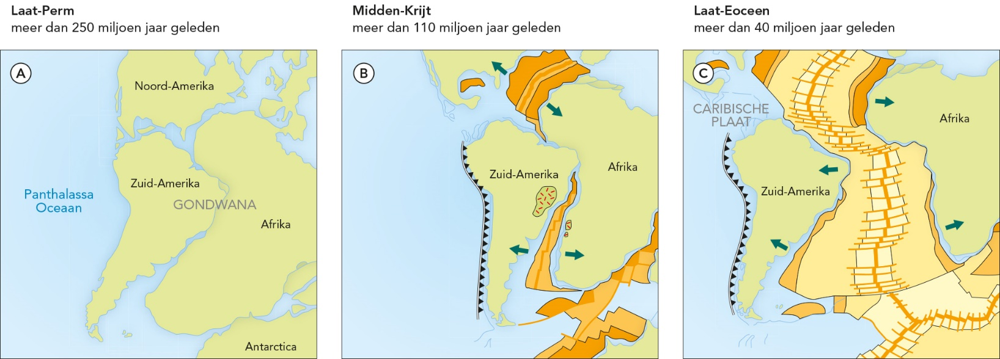 Laat-Perm
meer dan 250 miljoen jaar geleden
A
Noord-Amerika
Zuid-Amerika
Panthalassa
Oceaan
GONDWANA
Afrika
Antarctica
Midden-Krijt
meer dan 110 miljoen jaar geleden
B
Zuid-Amerika
Afrika
Laat-Eoceen
meer dan 40 miljoen jaar geleden
C
CARIBISCHE
PLAAT
Afrika
Zuid-Amerika